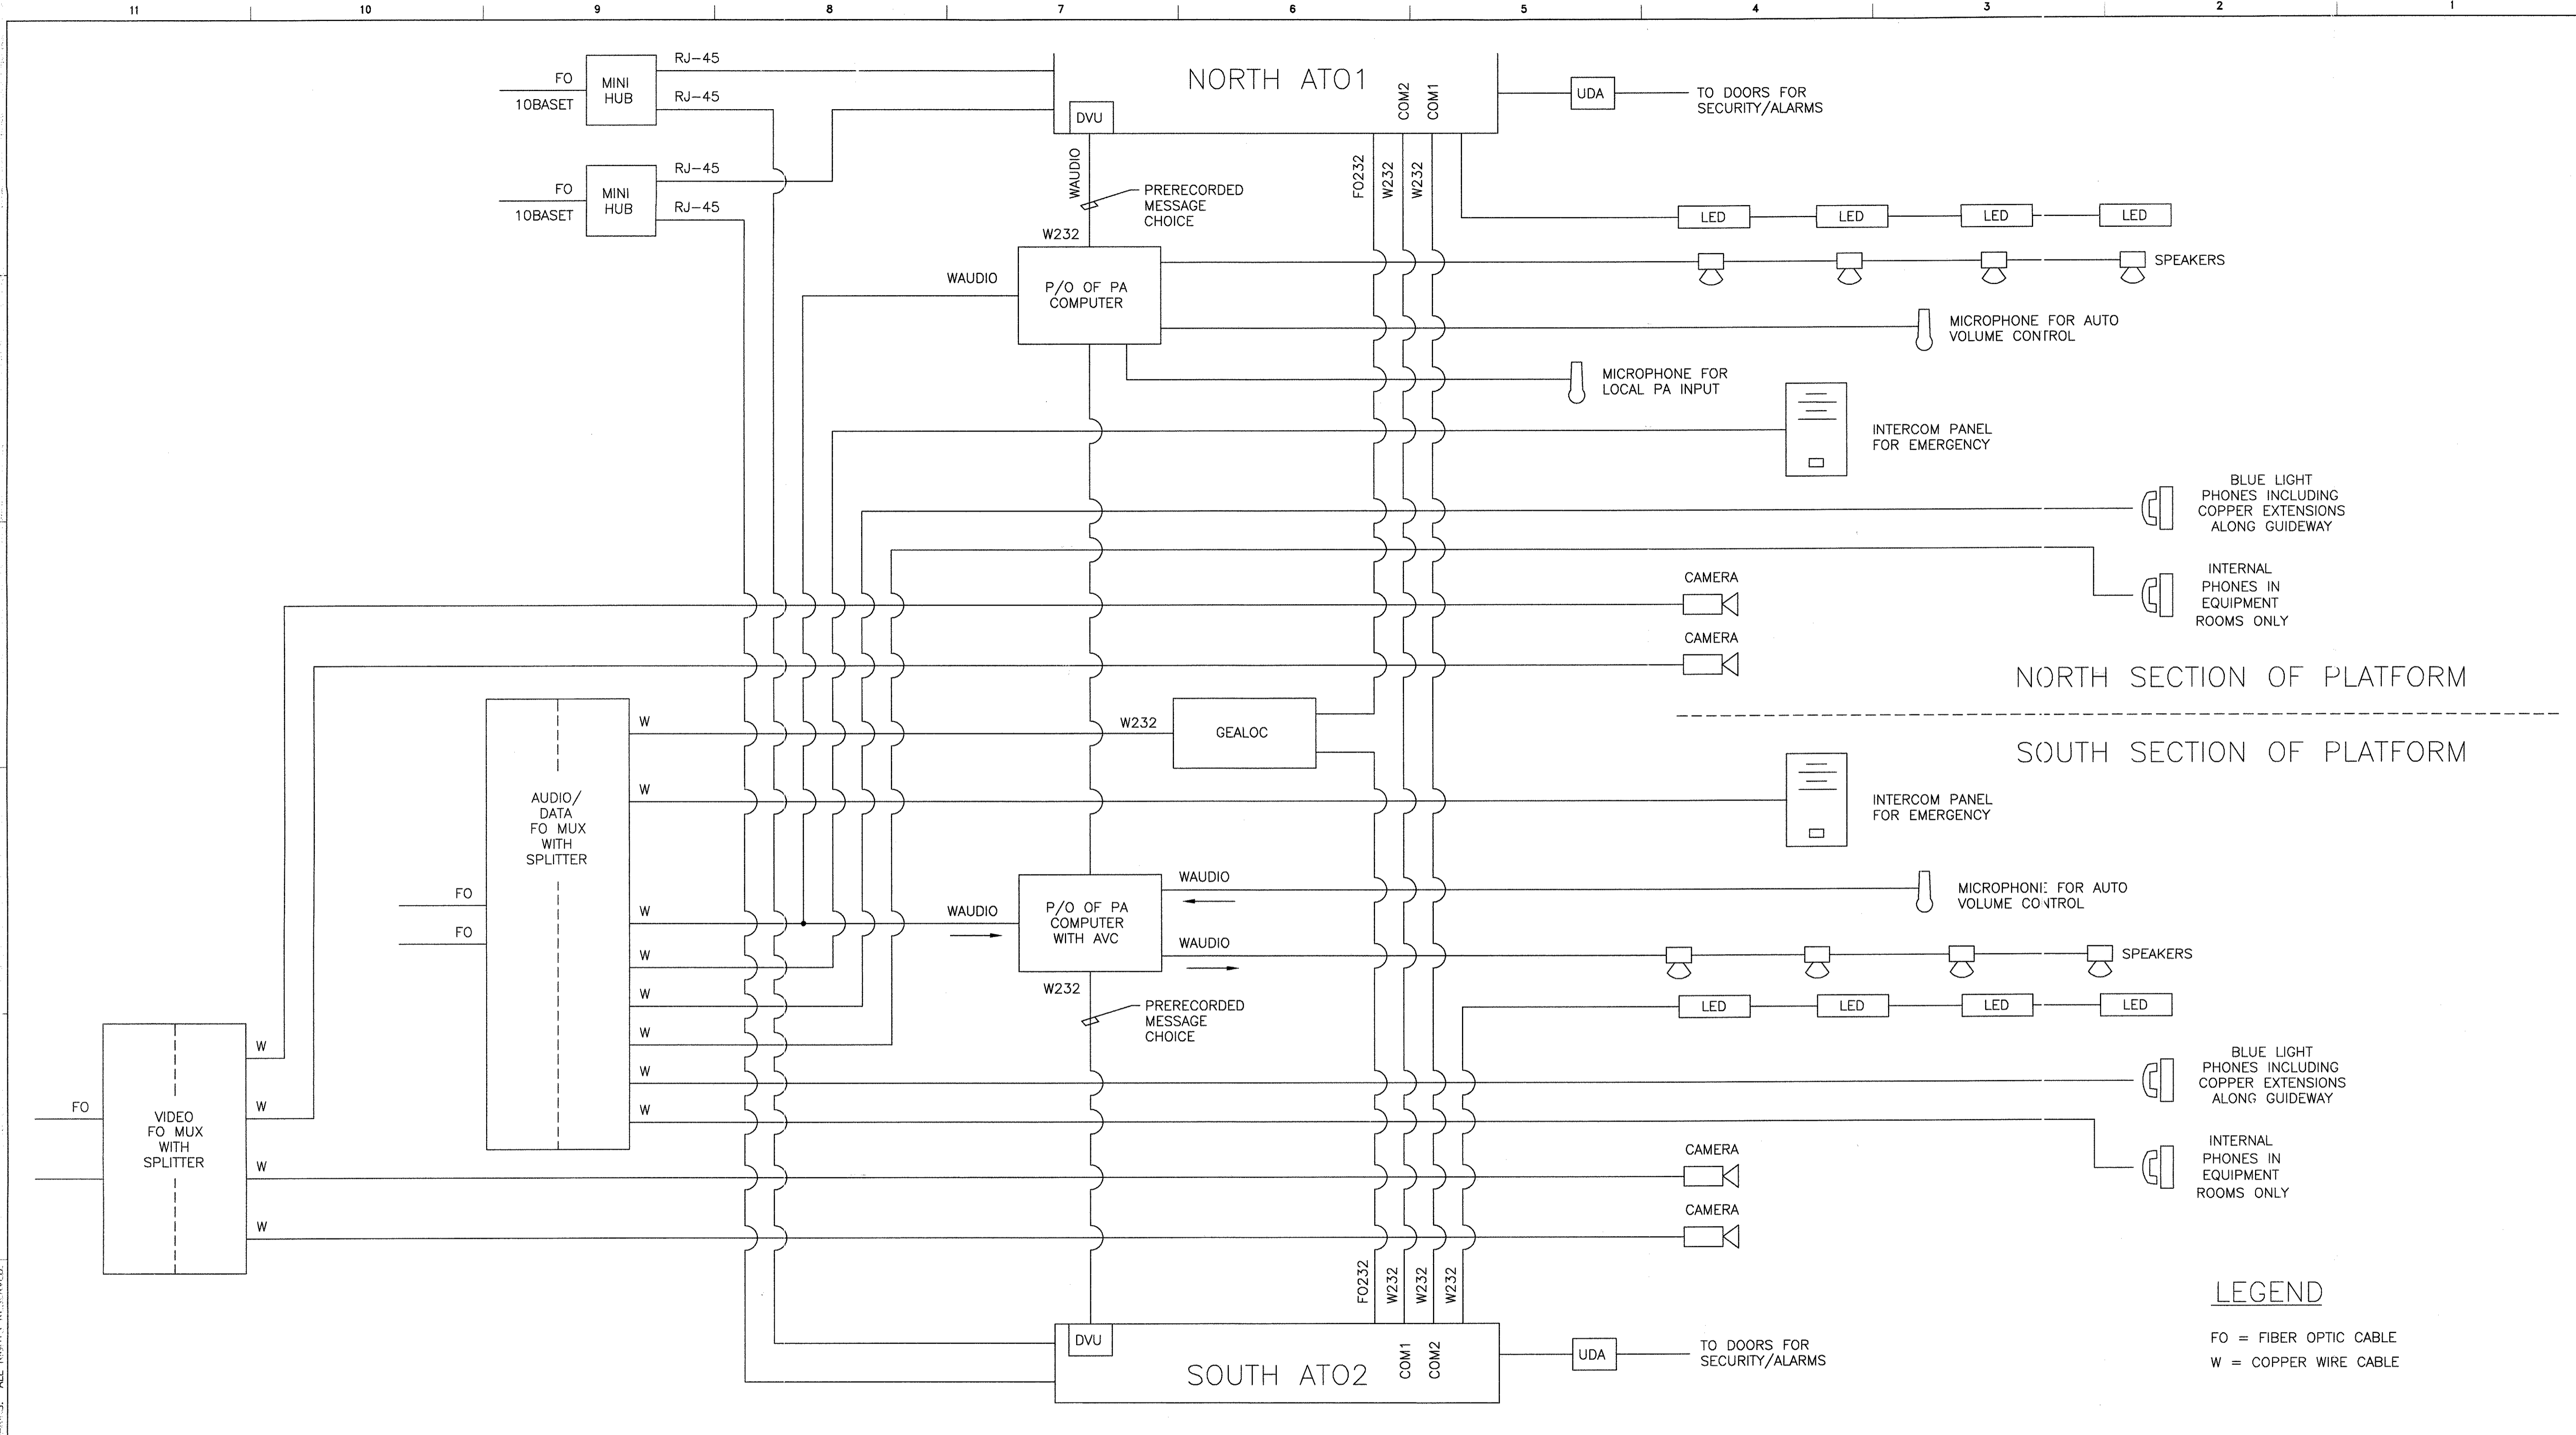 11 10 9 8 7 6 5 4 3 2 1
FO
10BASET
MINI
HUB
RJ-45
RJ-45
FO
10BASET
MINI
HUB
RJ-45
RJ-45
NORTH ATO1
DVU
COM2
COM1
UDA
TO DOORS FOR
SECURITY/ALARMS
WAUDIO
PRERECORDED
MESSAGE
CHOICE
FO232
W232
W232
LED
LED
LED
LED
W232
WAUDIO
P/O OF PA
COMPUTER
SPEAKERS
MICROPHONE FOR AUTO
VOLUME CONTROL
MICROPHONE FOR
LOCAL PA INPUT
INTERCOM PANEL
FOR EMERGENCY
BLUE LIGHT
PHONES INCLUDING
COPPER EXTENSIONS
ALONG GUIDEWAY
INTERNAL
PHONES IN
EQUIPMENT
ROOMS ONLY
CAMERA
CAMERA
NORTH SECTION OF PLATFORM
SOUTH SECTION OF PLATFORM
W
W232
GEALOC
W
AUDIO/
DATA
FO MUX
WITH
SPLITTER
FO
FO
INTERCOM PANEL
FOR EMERGENCY
W
WAUDIO
P/O OF PA
COMPUTER
WITH AVC
WAUDIO
MICROPHONE FOR AUTO
VOLUME CONTROL
WAUDIO
SPEAKERS
W
W
W
W
W
W232
PRERECORDED
MESSAGE
CHOICE
LED
LED
LED
LED
BLUE LIGHT
PHONES INCLUDING
COPPER EXTENSIONS
ALONG GUIDEWAY
INTERNAL
PHONES IN
EQUIPMENT
ROOMS ONLY
FO
VIDEO
FO MUX
WITH
SPLITTER
W
W
W
W
CAMERA
CAMERA
FO232
W232
W232
W232
DVU
SOUTH ATO2
COM1
COM2
UDA
TO DOORS FOR
SECURITY/ALARMS
LEGEND
FO = FIBER OPTIC CABLE
W = COPPER WIRE CABLE